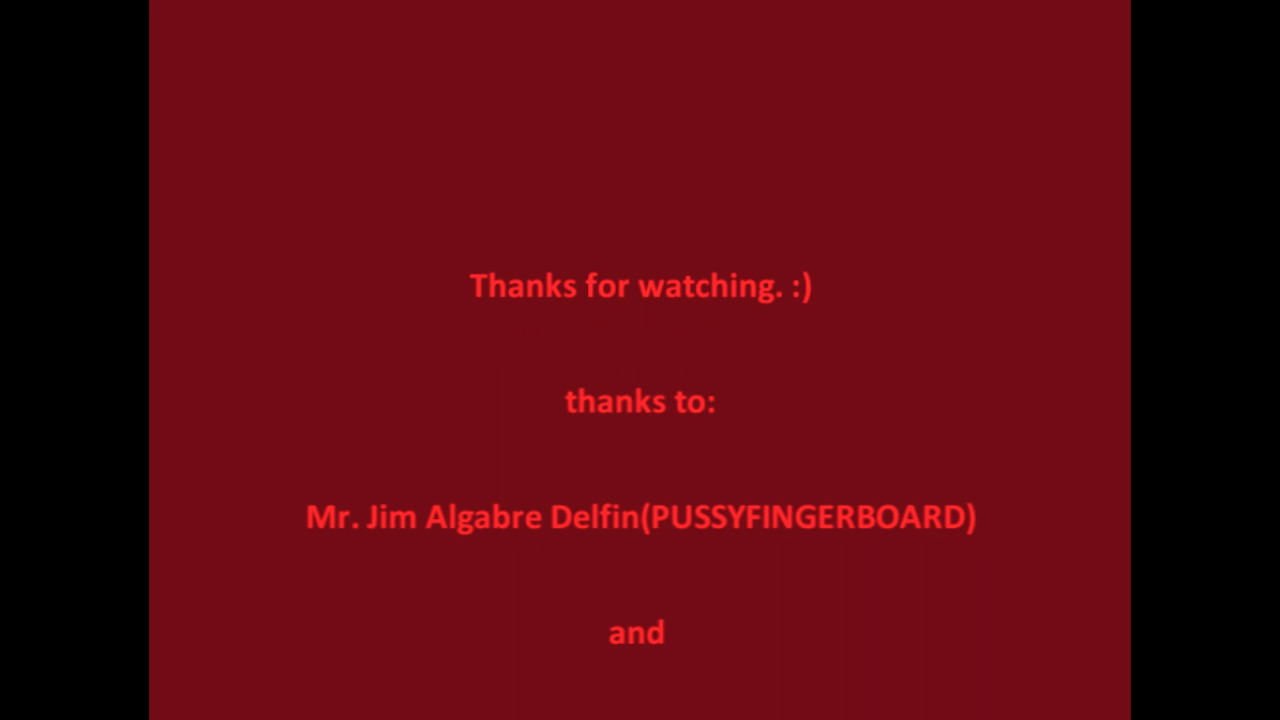 Thanks for watching. :)
thanks to:
Mr. Jim Algabre Delfin(PUSSYFINGERBOARD)
and